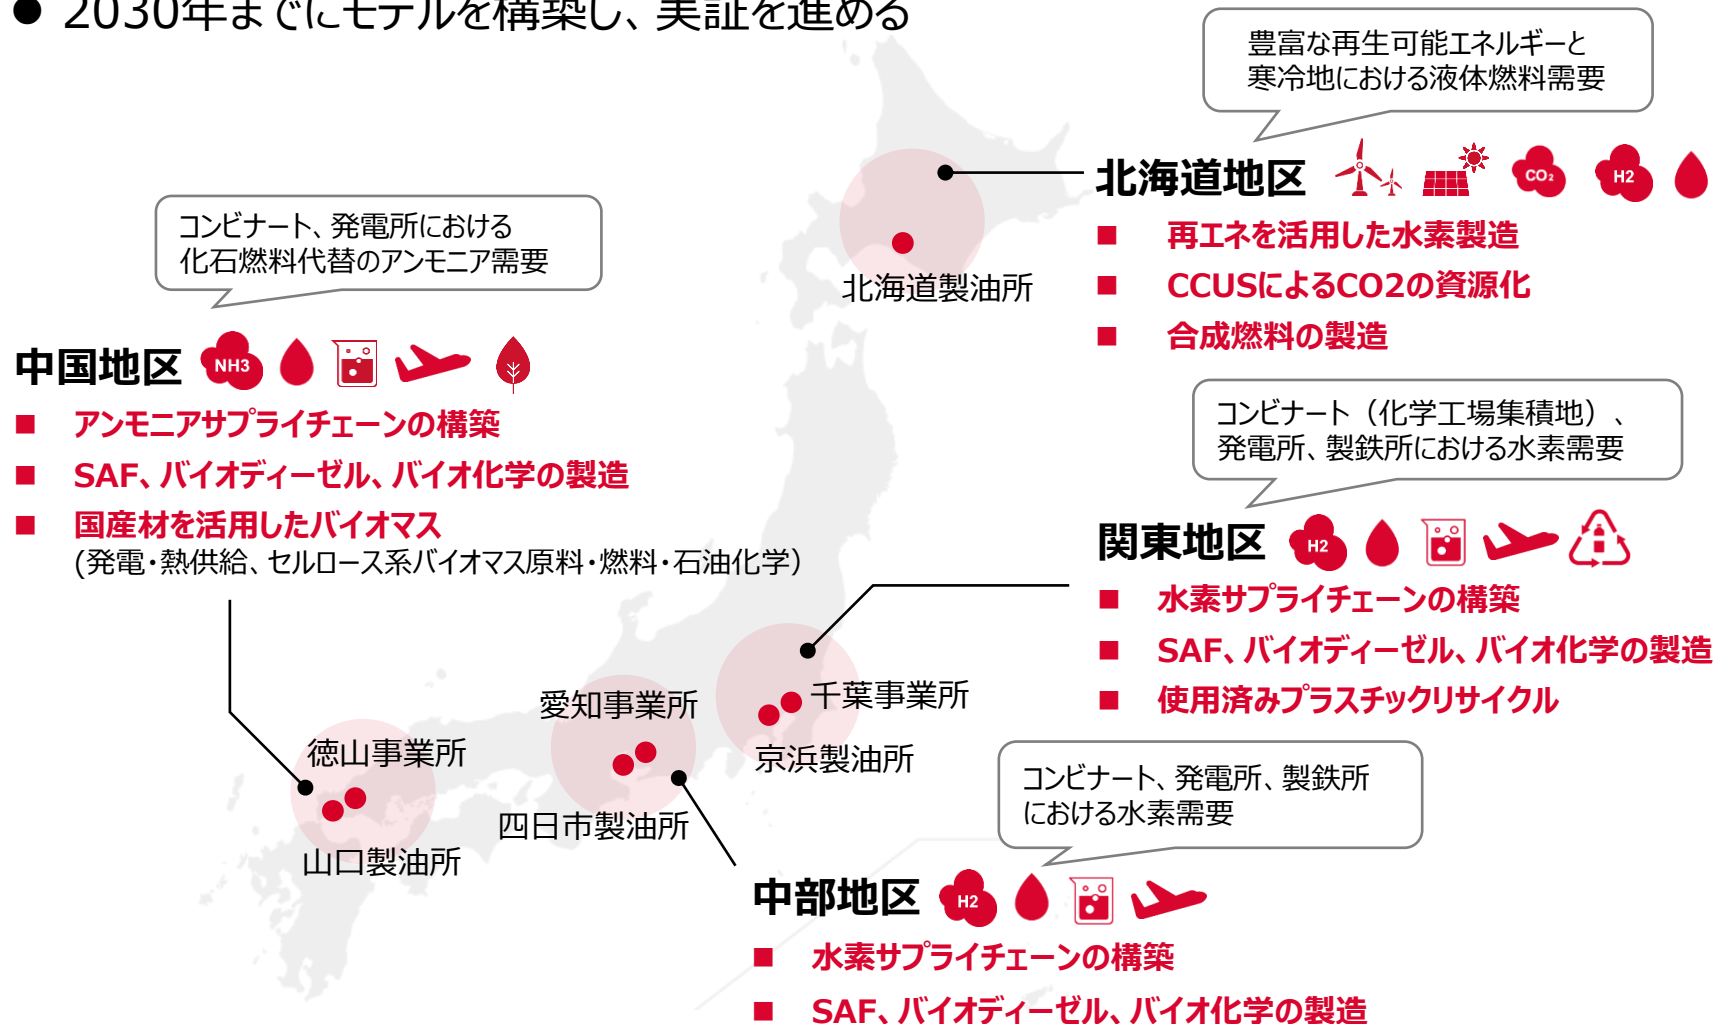 ● 2030年までにモデルを構築し、実証を進める
豊富な再生可能エネルギーと
寒冷地における液体燃料需要
北海道地区
CO₂
H2
■ 再エネを活用した水素製造
■ CCUSによるCO2の資源化
■ 合成燃料の製造
北海道製油所
コンビナート、発電所における
化石燃料代替のアンモニア需要
中国地区
NH3
■ アンモニアサプライチェーンの構築
■ SAF、バイオディーゼル、バイオ化学の製造
■ 国産材を活用したバイオマス
(発電・熱供給、セルロース系バイオマス原料・燃料・石油化学）
コンビナート（化学工場集積地）、
発電所、製鉄所における水素需要
関東地区
H2
■ 水素サプライチェーンの構築
■ SAF、バイオディーゼル、バイオ化学の製造
■ 使用済みプラスチックリサイクル
千葉事業所
京浜製油所
愛知事業所
四日市製油所
徳山事業所
山口製油所
コンビナート、発電所、製鉄所
における水素需要
中部地区
H2
■ 水素サプライチェーンの構築
■ SAF、バイオディーゼル、バイオ化学の製造